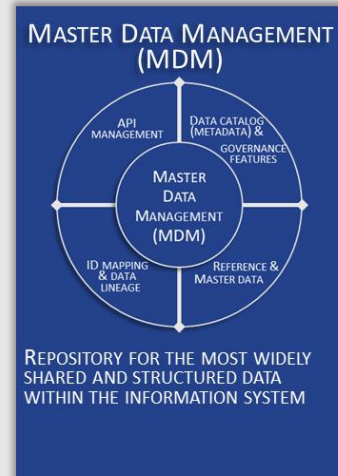 MASTER DATA MANAGEMENT
(MDM)
API
MANAGEMENT
DATA CATALOG
(METADATA) &
GOVERNANCE
FEATURES
MASTER
DATA
MANAGEMENT
(MDM)
ID MAPPING
& DATA
LINEAGE
REFERENCE &
MASTER DATA
REPOSITORY FOR THE MOST WIDELY
SHARED AND STRUCTURED DATA
WITHIN THE INFORMATION SYSTEM